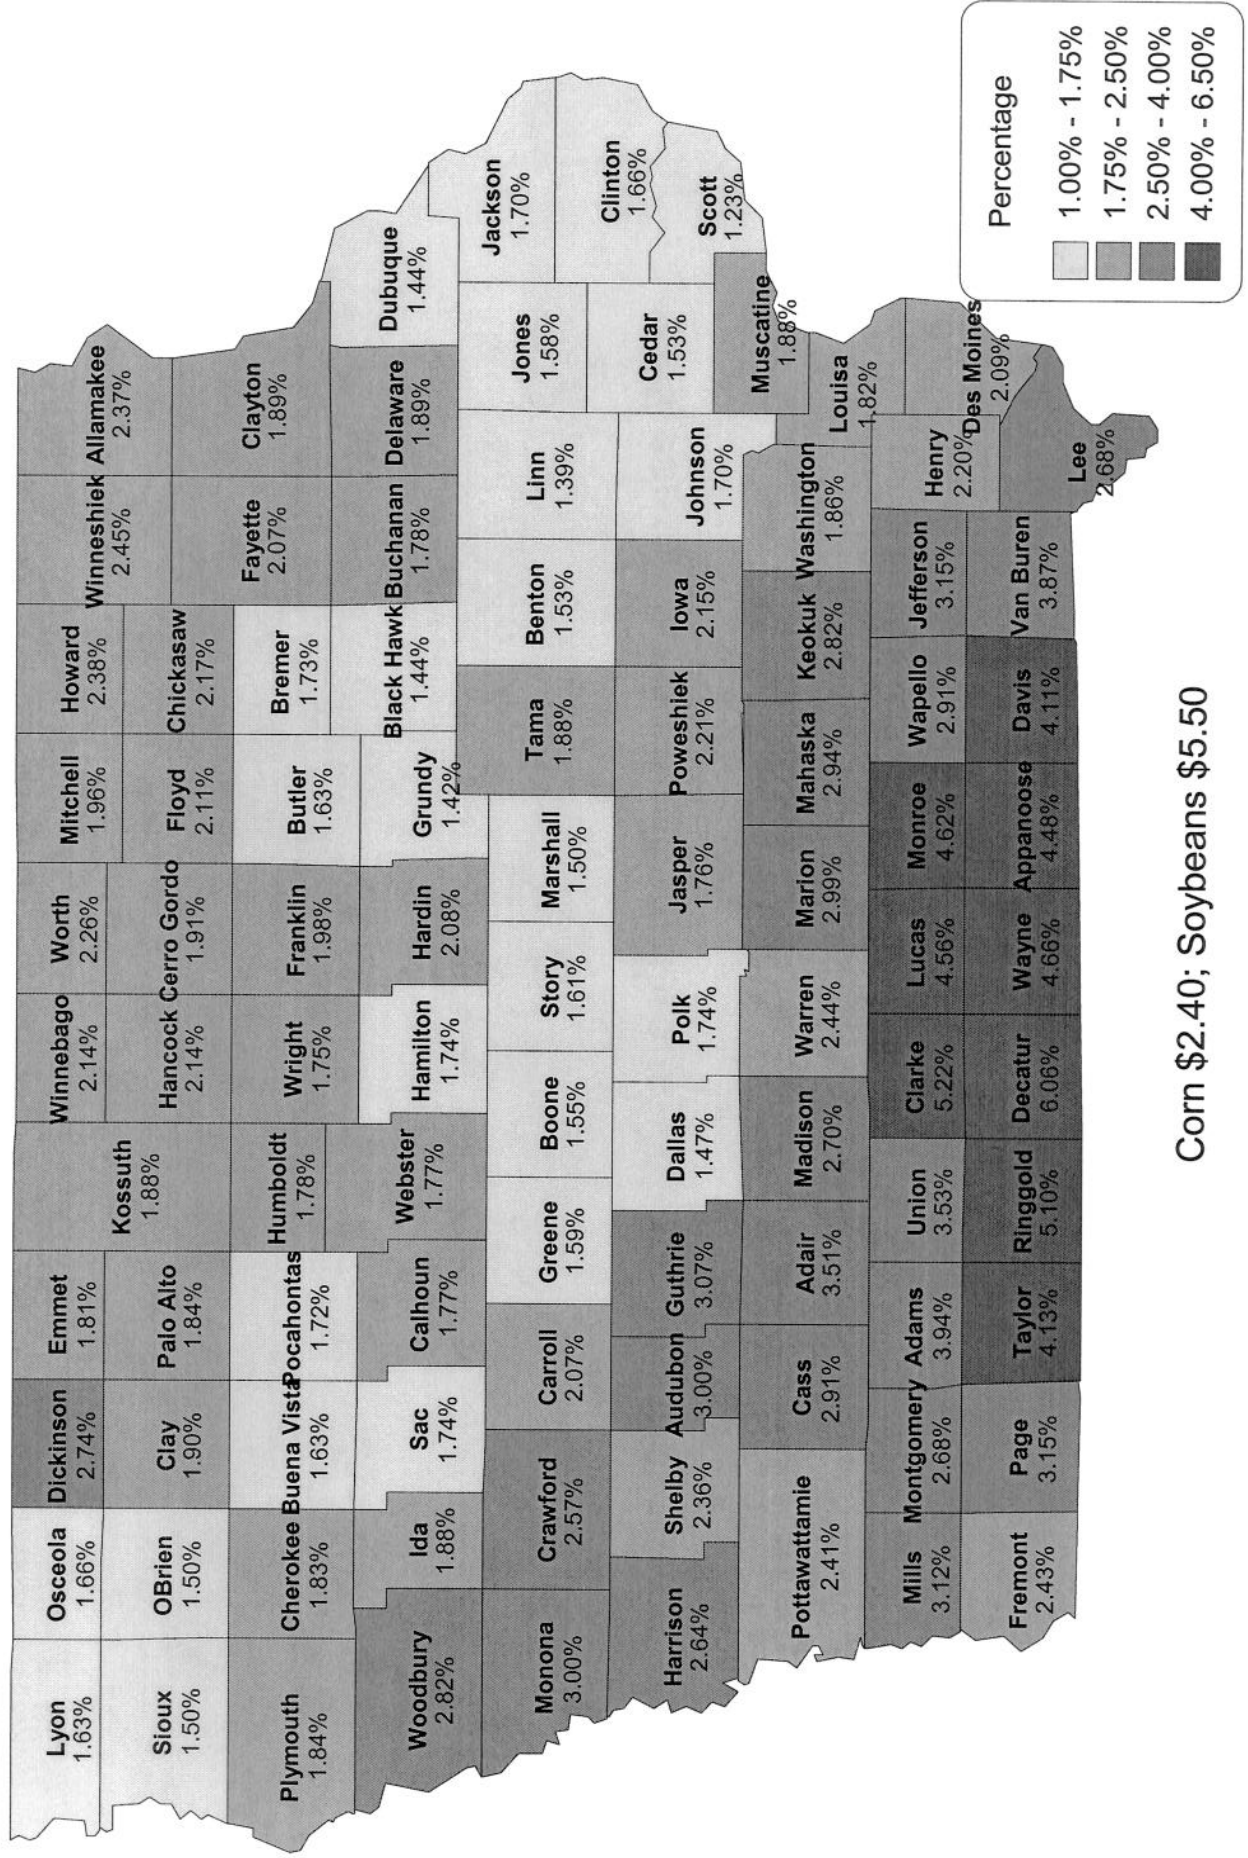 Lyon
1.63%
Osceola
1.66%
Dickinson
2.74%
Emmet
1.81%
Kossuth
1.88%
Winnebago
2.14%
Worth
2.26%
Mitchell
1.96%
Howard
2.38%
Winneshiek
2.45%
Allamakee
2.37%
Sioux
1.50%
OBrien
1.50%
Clay
1.90%
Palo Alto
1.84%
Hancock
2.14%
Cerro Gordo
1.91%
Floyd
2.11%
Chickasaw
2.17%
Fayette
2.07%
Clayton
1.89%
Plymouth
1.84%
Cherokee
1.83%
Buena Vista
1.63%
Pocahontas
1.72%
Humboldt
1.78%
Wright
1.75%
Franklin
1.98%
Butler
1.63%
Bremer
1.73%
Black Hawk
1.44%
Buchanan
1.78%
Delaware
1.89%
Dubuque
1.44%
Woodbury
2.82%
Ida
1.88%
Sac
1.74%
Calhoun
1.77%
Webster
1.77%
Hamilton
1.74%
Hardin
2.08%
Grundy
1.42%
Monona
3.00%
Crawford
2.57%
Carroll
2.07%
Greene
1.59%
Boone
1.55%
Story
1.61%
Marshall
1.50%
Tama
1.88%
Benton
1.53%
Linn
1.39%
Jones
1.58%
Jackson
1.70%
Clinton
1.66%
Harrison
2.64%
Shelby
2.36%
Audubon
3.00%
Guthrie
3.07%
Dallas
1.47%
Polk
1.74%
Jasper
1.76%
Poweshiek
2.21%
Iowa
2.15%
Johnson
1.70%
Cedar
1.53%
Scott
1.23%
Muscatine
1.88%
Pottawattamie
2.41%
Cass
2.91%
Adair
3.51%
Madison
2.70%
Warren
2.44%
Marion
2.99%
Mahaska
2.94%
Keokuk
2.82%
Washington
1.86%
Louisa
1.82%
Mills
3.12%
Montgomery
2.68%
Adams
3.94%
Union
3.53%
Clarke
5.22%
Lucas
4.56%
Monroe
4.62%
Wapello
2.91%
Jefferson
3.15%
Henry
2.20%
Des Moines
2.09%
Fremont
2.43%
Page
3.15%
Taylor
4.13%
Ringgold
5.10%
Decatur
6.06%
Wayne
4.66%
Appanoose
4.48%
Davis
4.11%
Van Buren
3.87%
Lee
2.68%
Percentage
1.00% - 1.75%
1.75% - 2.50%
2.50% - 4.00%
4.00% - 6.50%
Corn $2.40; Soybeans $5.50